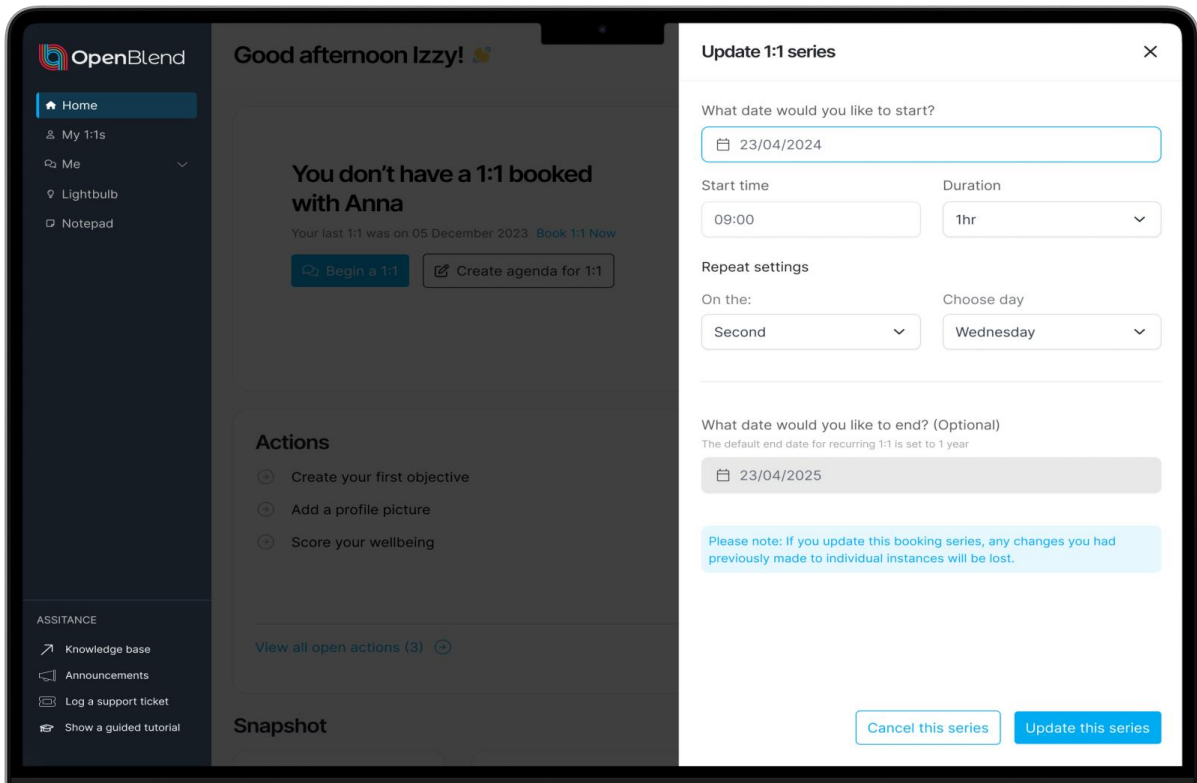 OpenBlend
Home
My 1:1s
Me
Lightbulb
Notepad
ASSITANCE
Knowledge base
Announcements
Log a support ticket
Show a guided tutorial
Good afternoon Izzy!
You don't have a 1:1 booked
with Anna
Your last 1:1 was on 05 December 2023 Book 1:1 Now
Begin a 1:1
Create agenda for 1:1
Actions
Create your first objective
Add a profile picture
Score your wellbeing
View all open actions (3)
Snapshot
Update 1:1 series
What date would you like to start?
23/04/2024
Start time
Duration
09:00
1hr
Repeat settings
On the:
Choose day
Second
Wednesday
What date would you like to end? (Optional)
The default end date for recurring 1:1 is set to 1 year
23/04/2025
Please note: If you update this booking series, any changes you had
previously made to individual instances will be lost.
Cancel this series
Update this series